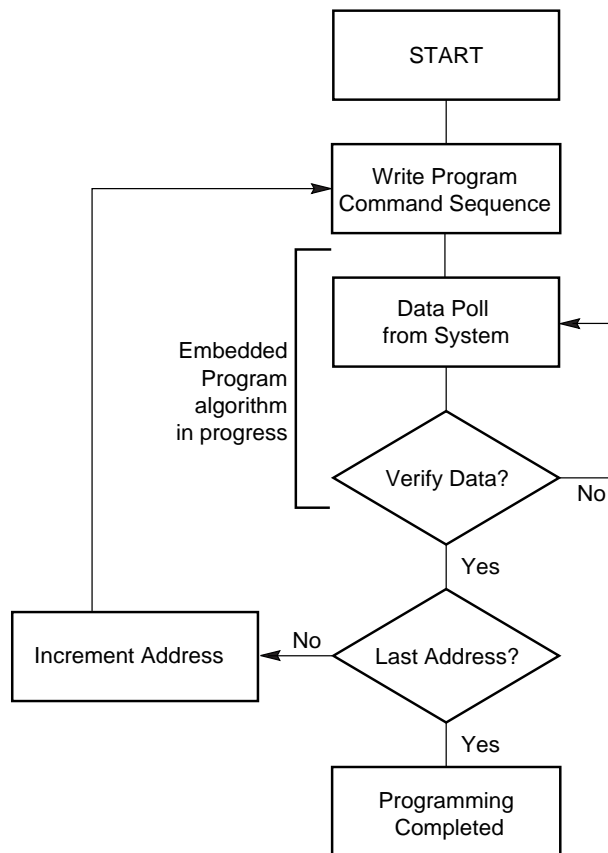 START
Write Program
Command Sequence
Data Poll
from System
Embedded
Program
algorithm
in progress
Verify Data?
No
Yes
Increment Address
No
Last Address?
Yes
Programming
Completed